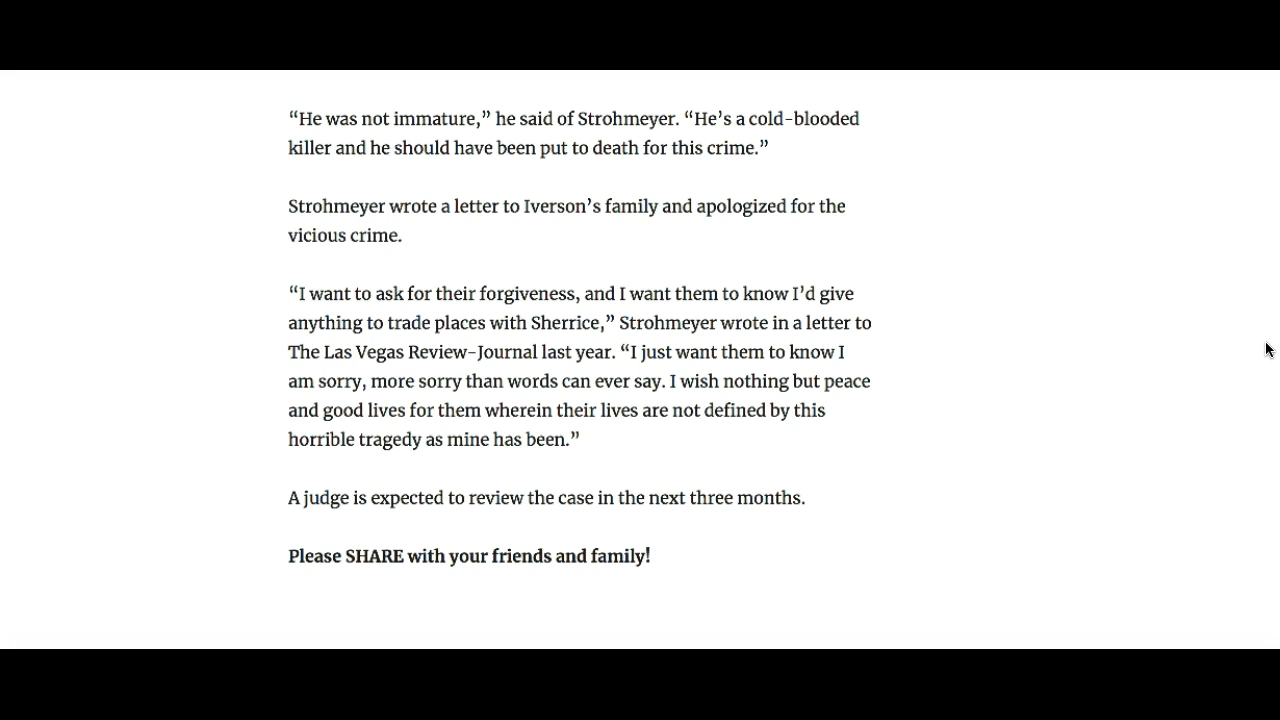 “He was not immature,” he said of Strohmeyer. “He’s a cold-blooded
killer and he should have been put to death for this crime.”
Strohmeyer wrote a letter to Iverson’s family and apologized for the
vicious crime.
“I want to ask for their forgiveness, and I want them to know I’d give
anything to trade places with Sherrice,” Strohmeyer wrote in a letter to
The Las Vegas Review-Journal last year. “I just want them to know I
am sorry, more sorry than words can ever say. I wish nothing but peace
and good lives for them wherein their lives are not defined by this
horrible tragedy as mine has been.”
A judge is expected to review the case in the next three months.
Please SHARE with your friends and family!